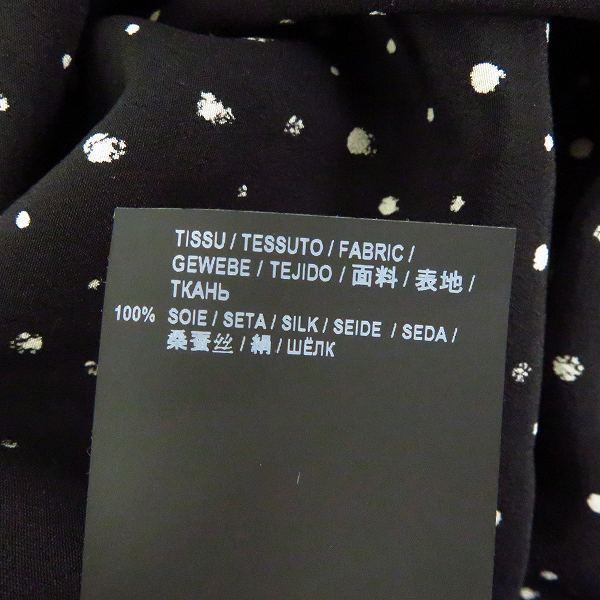 TISSU / TESSUTO / FABRIC /
GEWEBE / TEJIDO / 面料 / 表地 /
ТКАНЬ
100% SOIE / SETA / SILK / SEIDE / SEDA /
桑蚕丝 / 絹 / ШЁЛК